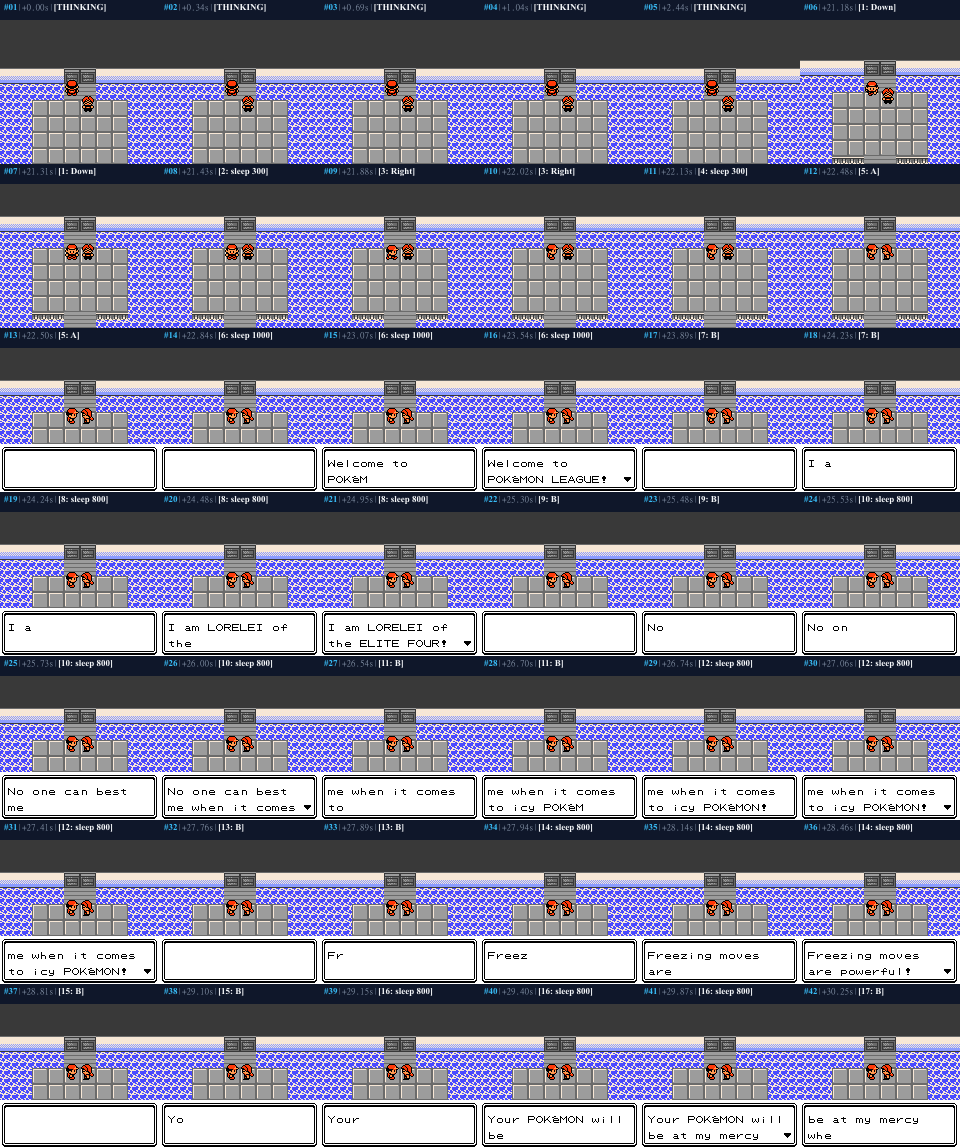 #01|+0.00s|[THINKING]
#02|+0.34s|[THINKING]
#03|+0.69s|[THINKING]
#04|+1.04s|[THINKING]
#05|+2.44s|[THINKING]
#06|+21.18s|[1: Down]
#07|+21.31s|[1: Down]
#08|+21.43s|[2: sleep 300]
#09|+21.88s|[3: Right]
#10|+22.02s|[3: Right]
#11|+22.13s|[4: sleep 300]
#12|+22.48s|[5: A]
#13|+22.50s|[5: A]
#14|+22.84s|[6: sleep 1000]
#15|+23.07s|[6: sleep 1000]
#16|+23.54s|[6: sleep 1000]
#17|+23.89s|[7: B]
#18|+24.23s|[7: B]
Welcome to
POKéM
Welcome to
POKéMON LEAGUE!
I a
#19|+24.24s|[8: sleep 800]
#20|+24.48s|[8: sleep 800]
#21|+24.95s|[8: sleep 800]
#22|+25.30s|[9: B]
#23|+25.48s|[9: B]
#24|+25.53s|[10: sleep 800]
I a
I am LORELEI of
the
I am LORELEI of
the ELITE FOUR!
No
No on
#25|+25.73s|[10: sleep 800]
#26|+26.00s|[10: sleep 800]
#27|+26.54s|[11: B]
#28|+26.70s|[11: B]
#29|+26.74s|[12: sleep 800]
#30|+27.06s|[12: sleep 800]
No one can best
me
No one can best
me when it comes
me when it comes
to
me when it comes
to icy POKéM
me when it comes
to icy POKéMON!
me when it comes
to icy POKéMON!
#31|+27.41s|[12: sleep 800]
#32|+27.76s|[13: B]
#33|+27.89s|[13: B]
#34|+27.94s|[14: sleep 800]
#35|+28.14s|[14: sleep 800]
#36|+28.46s|[14: sleep 800]
me when it comes
to icy POKéMON!
Fr
Freez
Freezing moves
are
Freezing moves
are powerful!
#37|+28.81s|[15: B]
#38|+29.10s|[15: B]
#39|+29.15s|[16: sleep 800]
#40|+29.40s|[16: sleep 800]
#41|+29.87s|[16: sleep 800]
#42|+30.25s|[17: B]
Yo
Your
Your POKéMON will
be
Your POKéMON will
be at my mercy
be at my mercy
whe